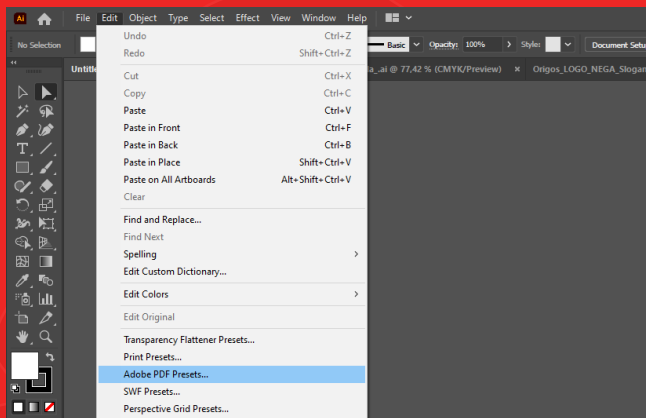 Ai File Edit Object Type Select Effect View Window Help
No Selection Basic Opacity: 100% Style: Document Setu
Untitle la_.ai @ 77,42 % (CMYK/Preview) × Origos_LOGO_NEGA_Slogan
Undo Ctrl+Z
Redo Shift+Ctrl+Z
Cut Ctrl+X
Copy Ctrl+C
Paste Ctrl+V
Paste in Front Ctrl+F
Paste in Back Ctrl+B
Paste in Place Shift+Ctrl+V
Paste on All Artboards Alt+Shift+Ctrl+V
Clear
Find and Replace...
Find Next
Spelling
Edit Custom Dictionary...
Edit Colors
Edit Original
Transparency Flattener Presets...
Print Presets...
Adobe PDF Presets...
SWF Presets...
Perspective Grid Presets...